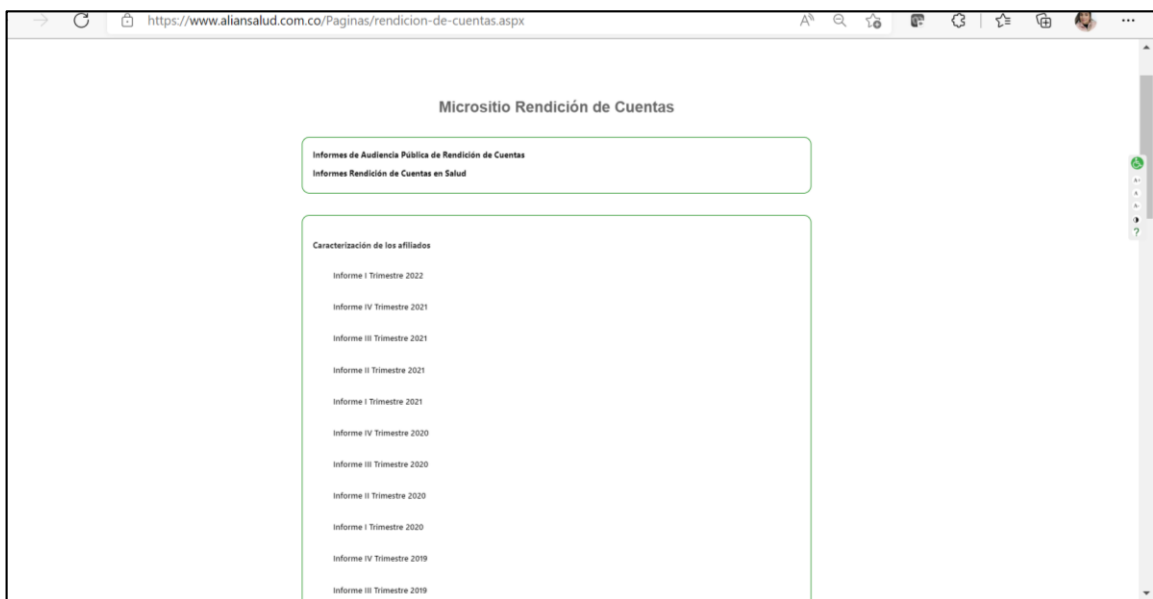 https://www.aliansalud.com.co/Paginas/rendicion-de-cuentas.aspx
Micrositio Rendición de Cuentas
Informes de Audiencia Pública de Rendición de Cuentas
Informes Rendición de Cuentas en Salud
Caracterización de los afiliados
Informe I Trimestre 2022
Informe IV Trimestre 2021
Informe III Trimestre 2021
Informe II Trimestre 2021
Informe I Trimestre 2021
Informe IV Trimestre 2020
Informe III Trimestre 2020
Informe II Trimestre 2020
Informe I Trimestre 2020
Informe IV Trimestre 2019
Informe III Trimestre 2019
A+
A
A-
?